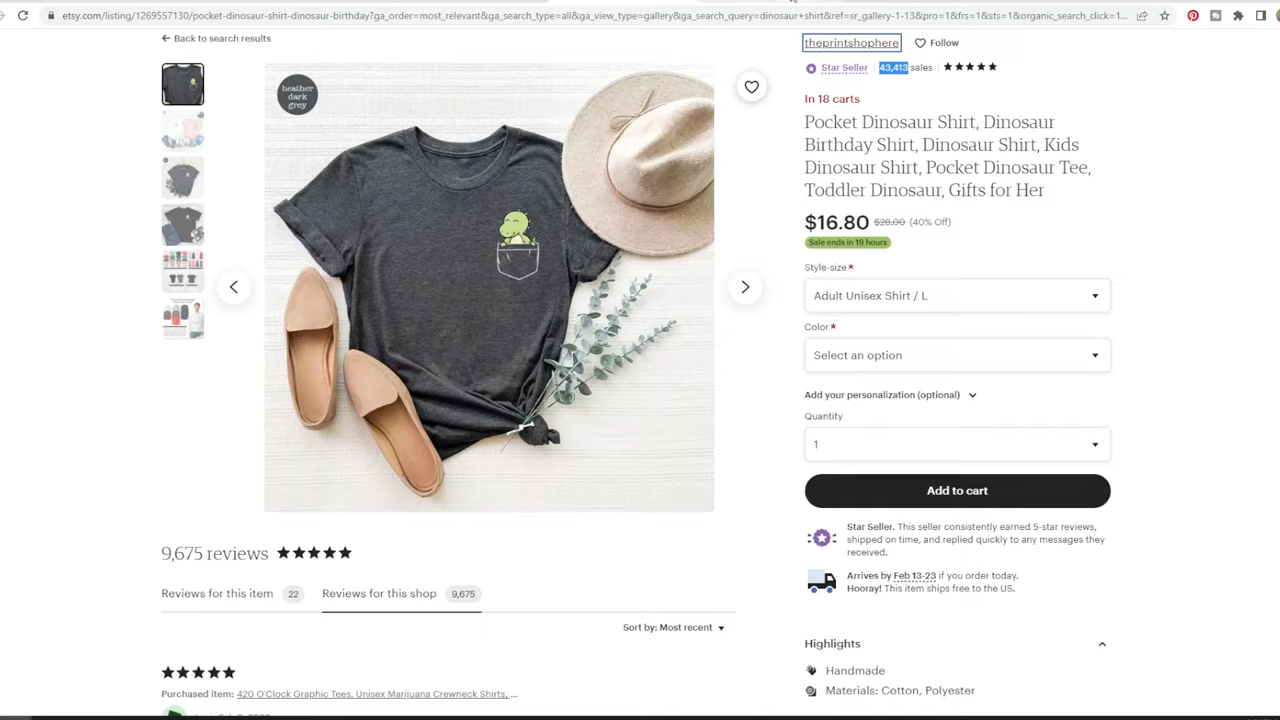 etsy.com/listing/1269557130/pocket-dinosaur-shirt-dinosaur-birthday?ga_order=most_relevant&ga_search_type=all&ga_view_type=gallery&ga_search_query=dinosaur+shirt&ref=sr_gallery-1-13&pro=1&frs=1&sts=1&organic_search_click=1...
Back to search results
theprintshophere
Follow
Star Seller
43,413 sales
heather
dark
grey
In 18 carts
Pocket Dinosaur Shirt, Dinosaur
Birthday Shirt, Dinosaur Shirt, Kids
Dinosaur Shirt, Pocket Dinosaur Tee,
Toddler Dinosaur, Gifts for Her
$16.80 $28.00 (40% Off)
Sale ends in 19 hours
Style-size*
Adult Unisex Shirt / L
Color*
Select an option
Add your personalization (optional)
Quantity
1
Add to cart
Star Seller. This seller consistently earned 5-star reviews,
shipped on time, and replied quickly to any messages they
received.
Arrives by Feb 13-23 if you order today.
Hooray! This item ships free to the US.
Highlights
Handmade
Materials: Cotton, Polyester
9,675 reviews
Reviews for this item 22
Reviews for this shop 9,675
Sort by: Most recent
Purchased item: 420 O'Clock Graphic Tees, Unisex Marijuana Crewneck Shirts, ...